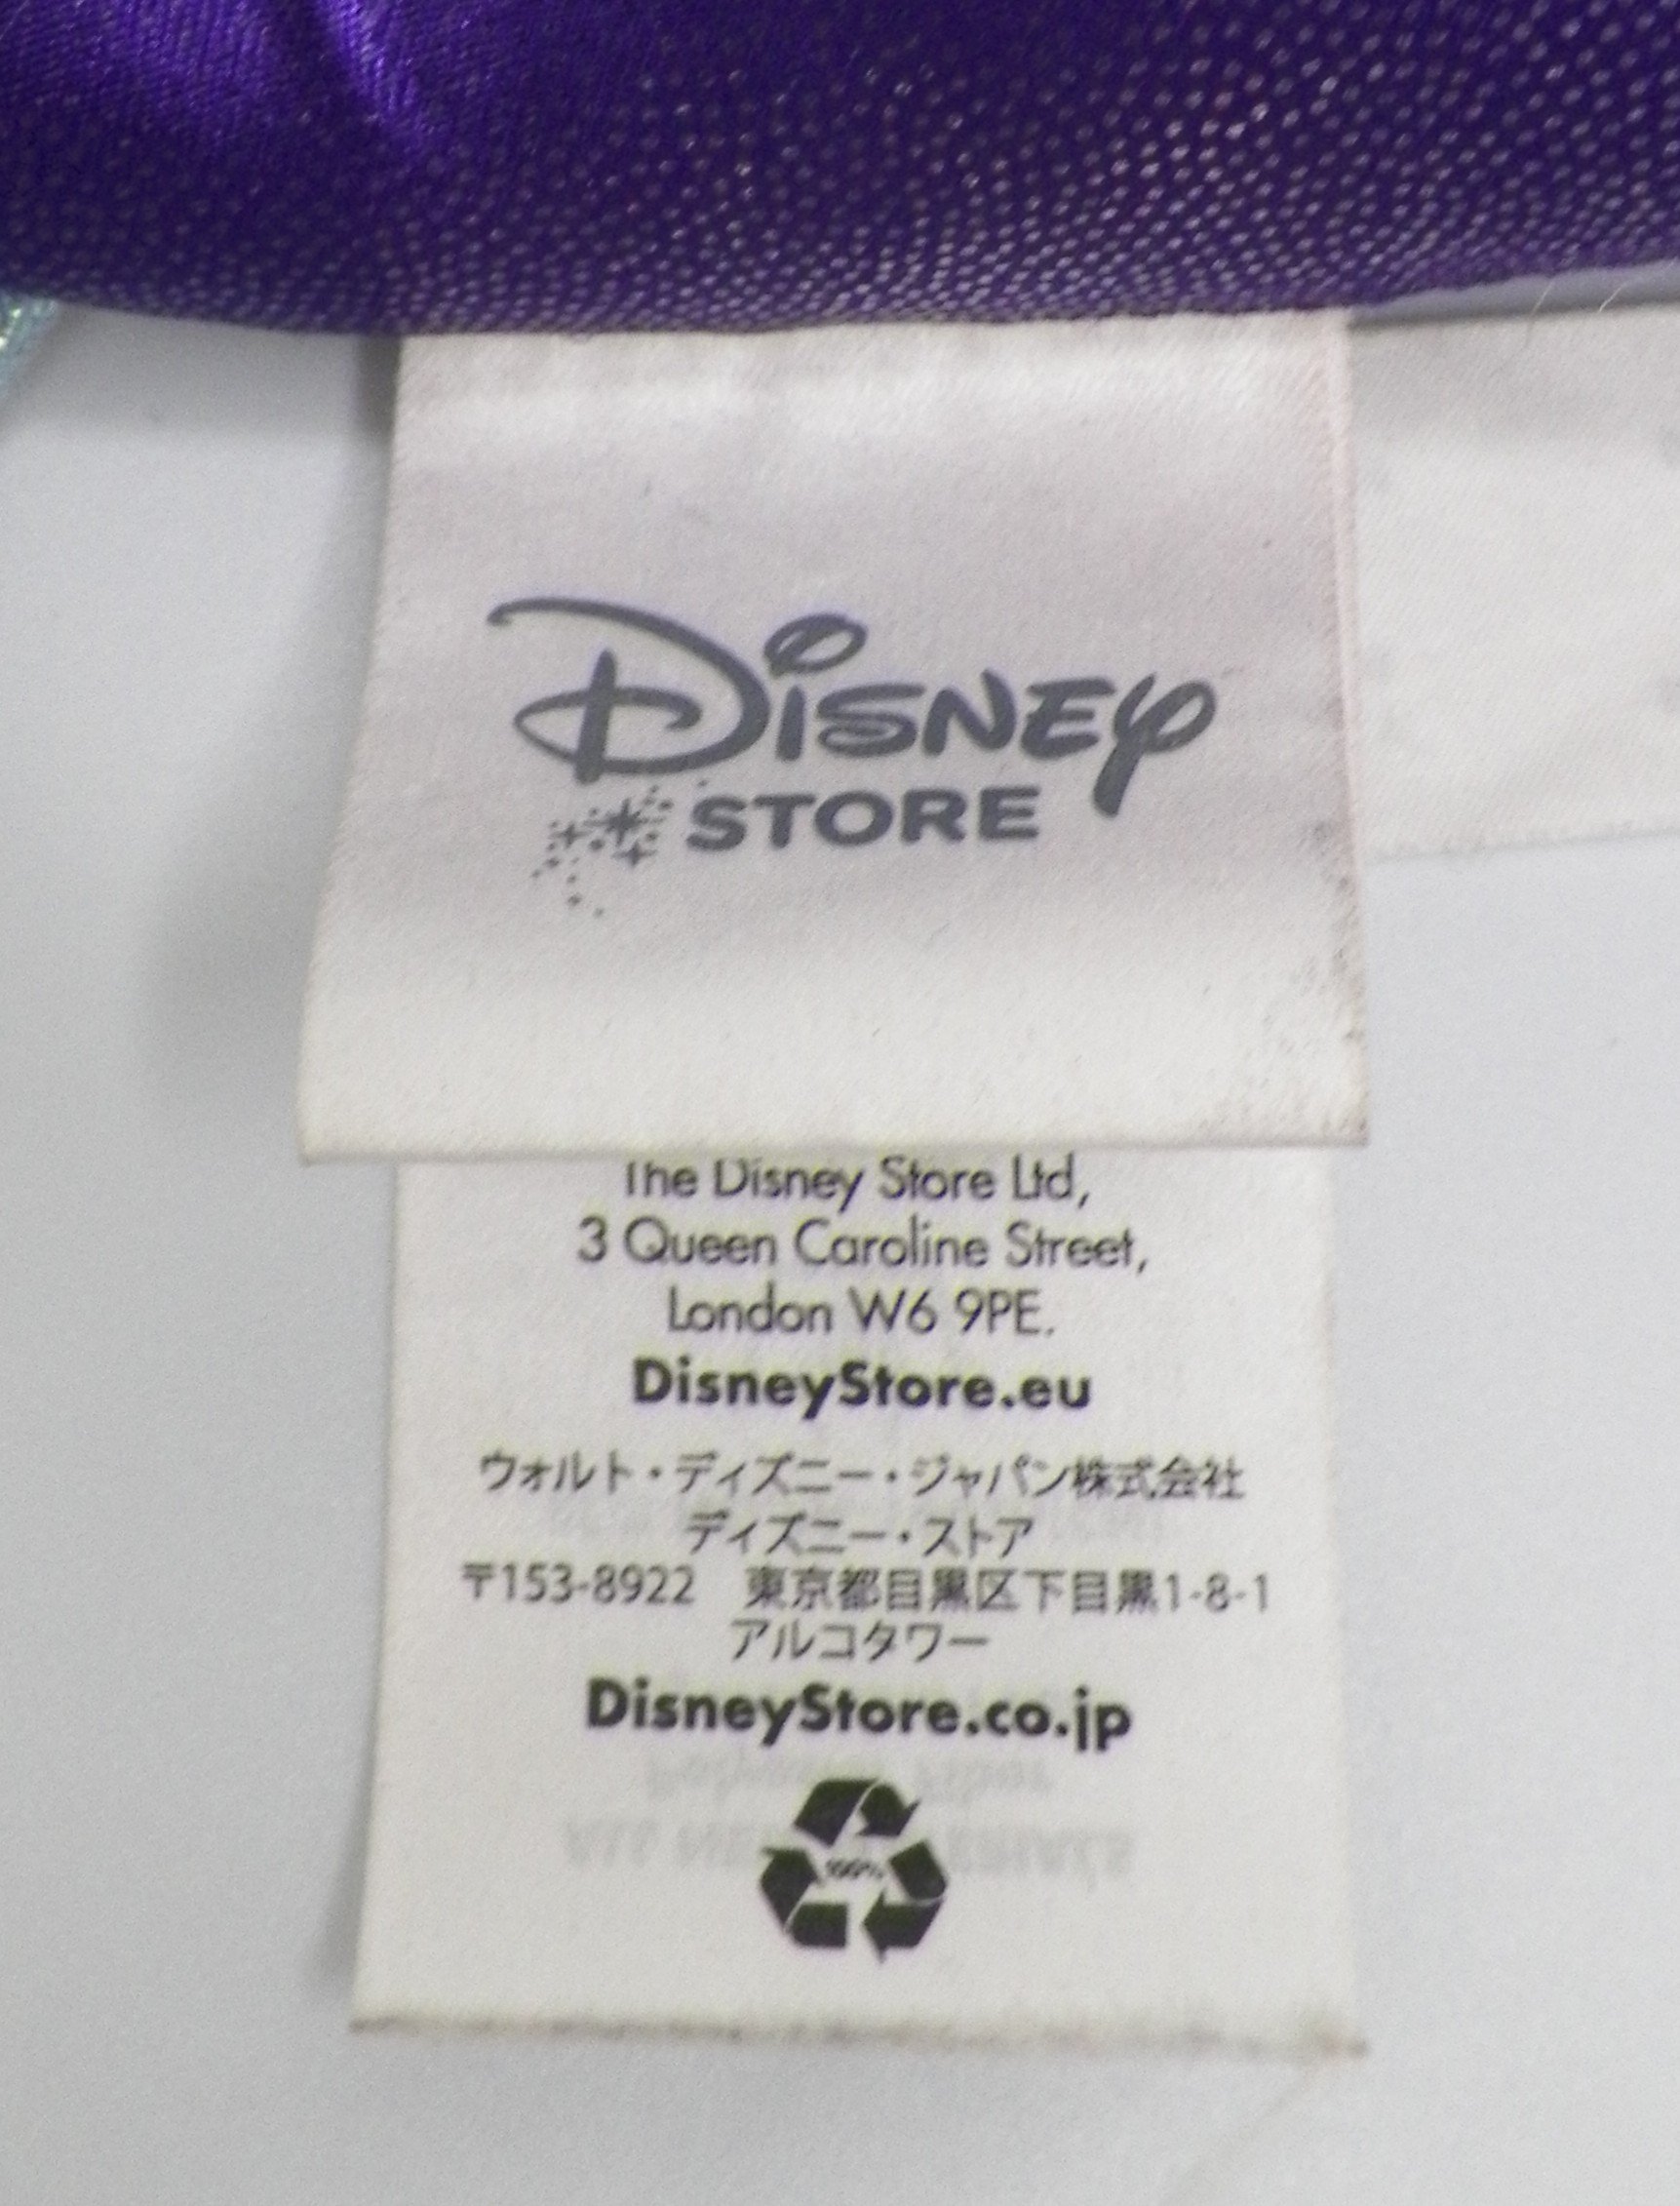 Disney
STORE
The Disney Store Ltd,
3 Queen Caroline Street,
London W6 9PE.
DisneyStore.eu
ウォルト・ディズニー・ジャパン株式会社
ディズニー・ストア
〒153-8922 東京都目黒区下目黒1-8-1
アルコタワー
DisneyStore.co.jp
100%